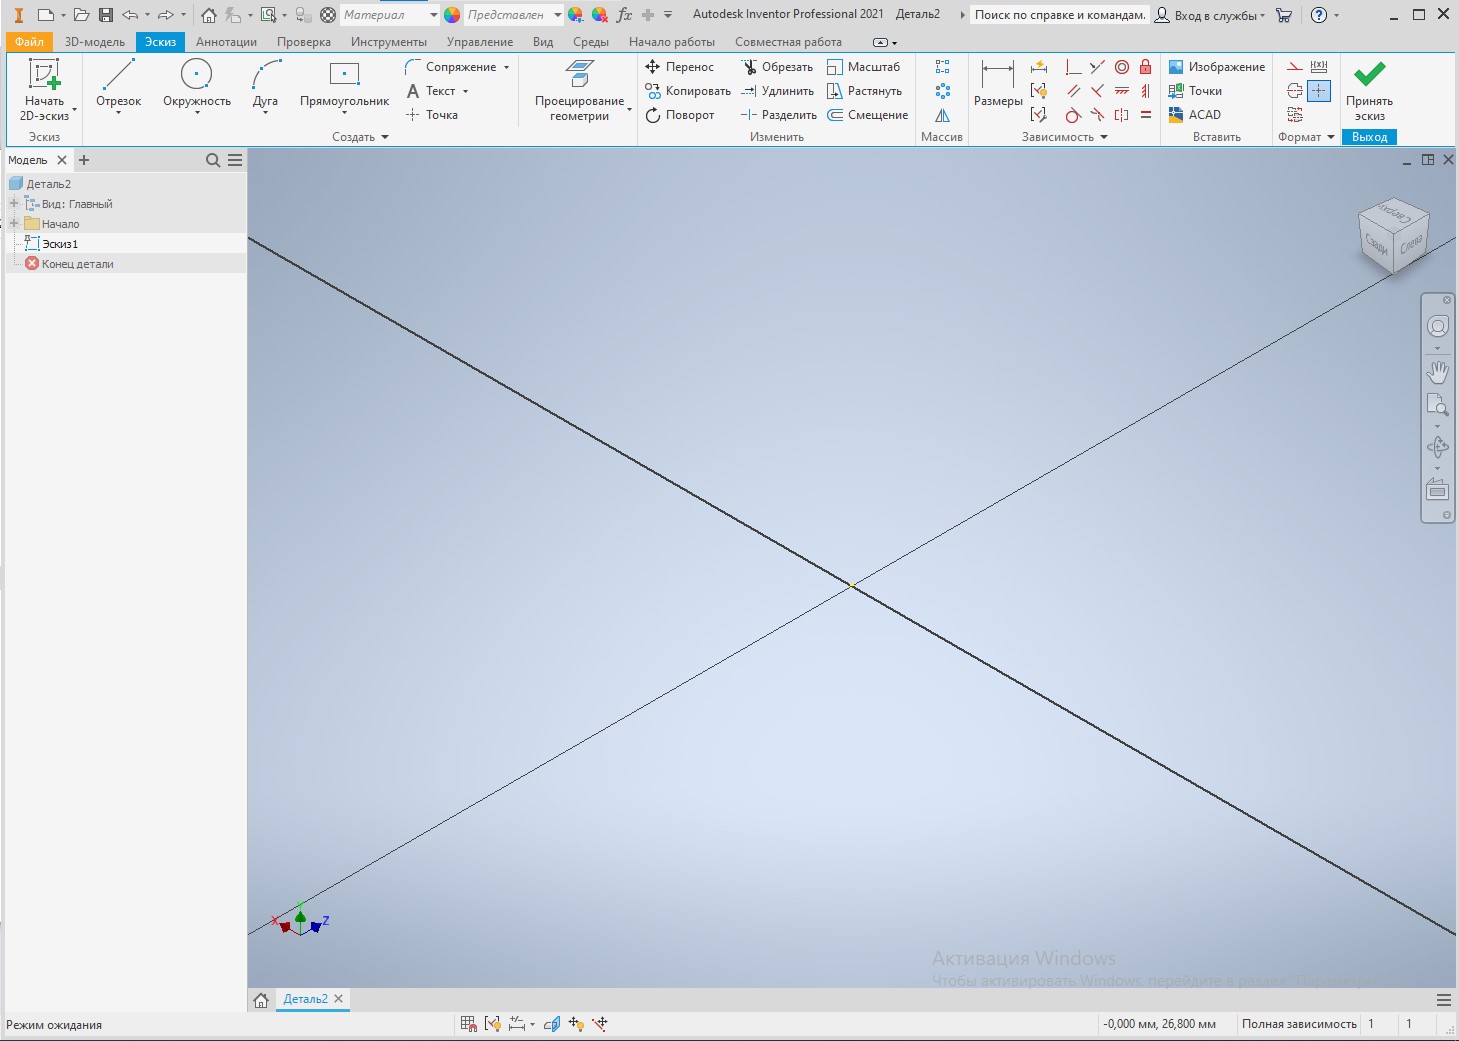 Материал
Представлен
fx
Autodesk Inventor Professional 2021 Деталь2
Поиск по справке и командам.
Вход в службы
Файл 3D-модель Эскиз Аннотации Проверка Инструменты Управление Вид Среды Начало работы Совместная работа
Начать 2D-эскиз
Отрезок
Окружность
Дуга
Прямоугольник
Сопряжение
Текст
Точка
Проецирование геометрии
Перенос
Копировать
Поворот
Обрезать
Удлинить
Разделить
Масштаб
Растянуть
Смещение
Размеры
Изображение
Точки
ACAD
Принять эскиз
Эскиз Создать Изменить Массив Зависимость Вставить Формат Выход
Модель
Деталь2
Вид: Главный
Начало
Эскиз1
Конец детали
Сверху
Сзади
Слева
X
Y
Z
Активация Windows
Чтобы активировать Windows, перейдите в раздел "Параметры
Деталь2
Режим ожидания
-0,000 мм, 26,800 мм Полная зависимость 1 1